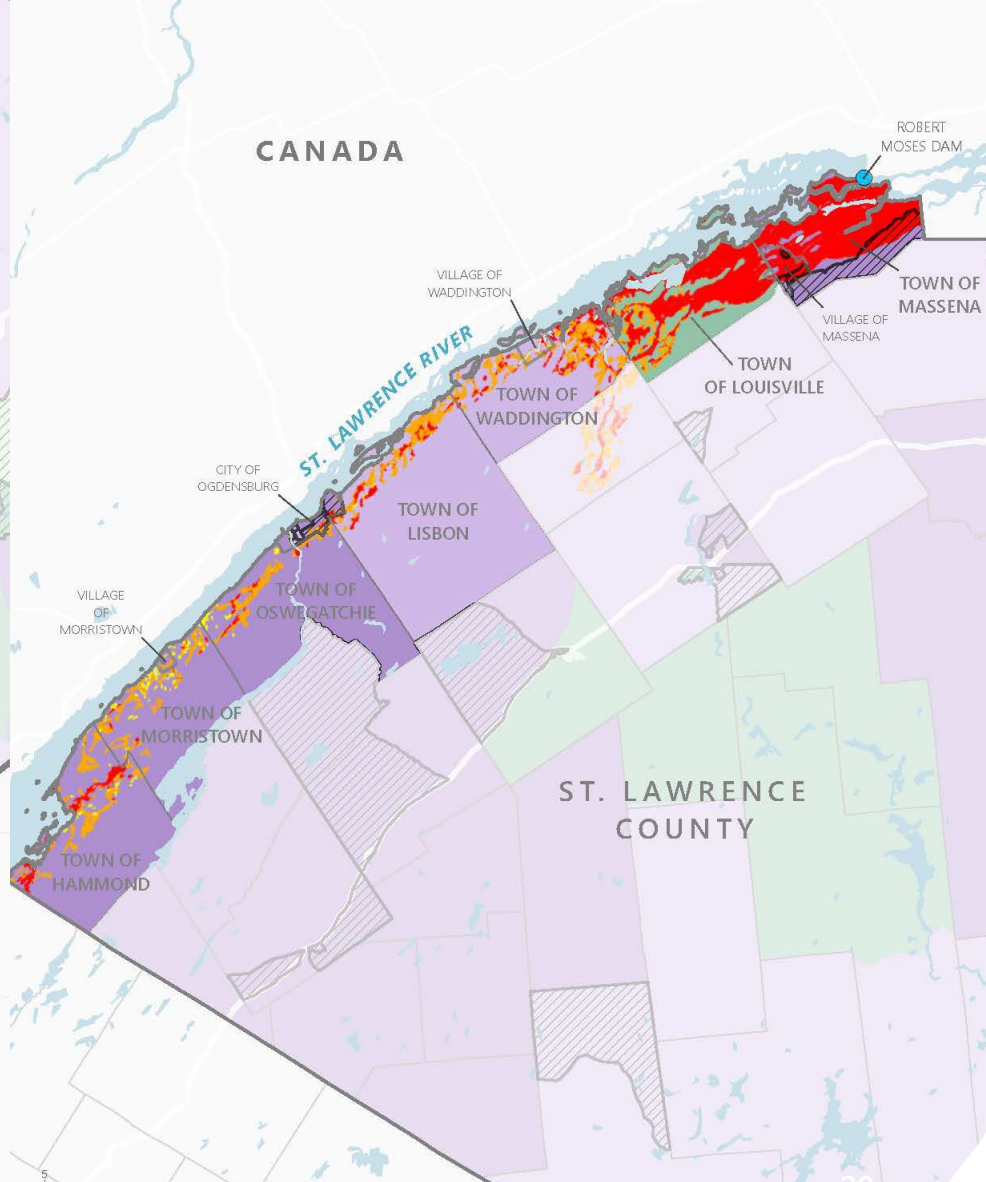 CANADA
ROBERT
MOSES DAM
VILLAGE OF
WADDINGTON
TOWN OF
MASSENA
VILLAGE OF
MASSENA
ST. LAWRENCE RIVER
TOWN
OF LOUISVILLE
TOWN OF
WADDINGTON
CITY OF
OGDENSBURG
TOWN OF
LISBON
VILLAGE
OF
MORRISTOWN
TOWN OF
OSWEGATCHIE
TOWN OF
MORRISTOWN
ST. LAWRENCE
COUNTY
TOWN OF
HAMMOND
5